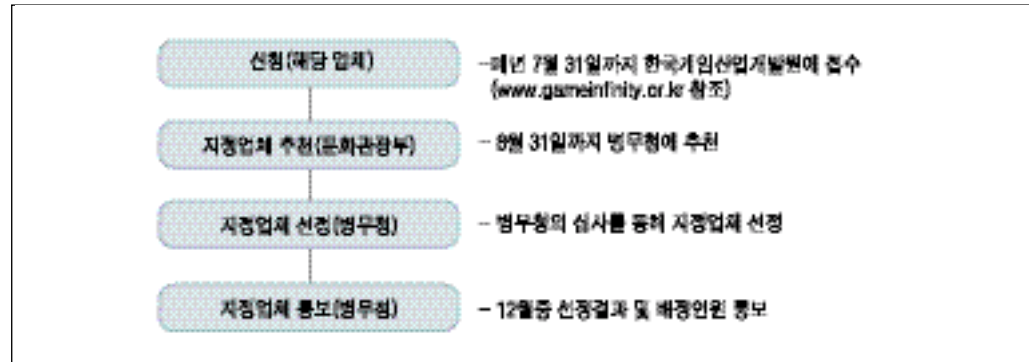 신청(해당 업체)
-매년 7월 31일까지 한국게임산업개발원에 접수
(www.gameinfinity.or.kr 참조)
지정업체 추천(문화관광부)
- 8월 31일까지 병무청에 추천
지정업체 선정(병무청)
- 병무청의 심사를 통해 지정업체 선정
지정업체 통보(병무청)
- 12월중 선정결과 및 배정인원 통보